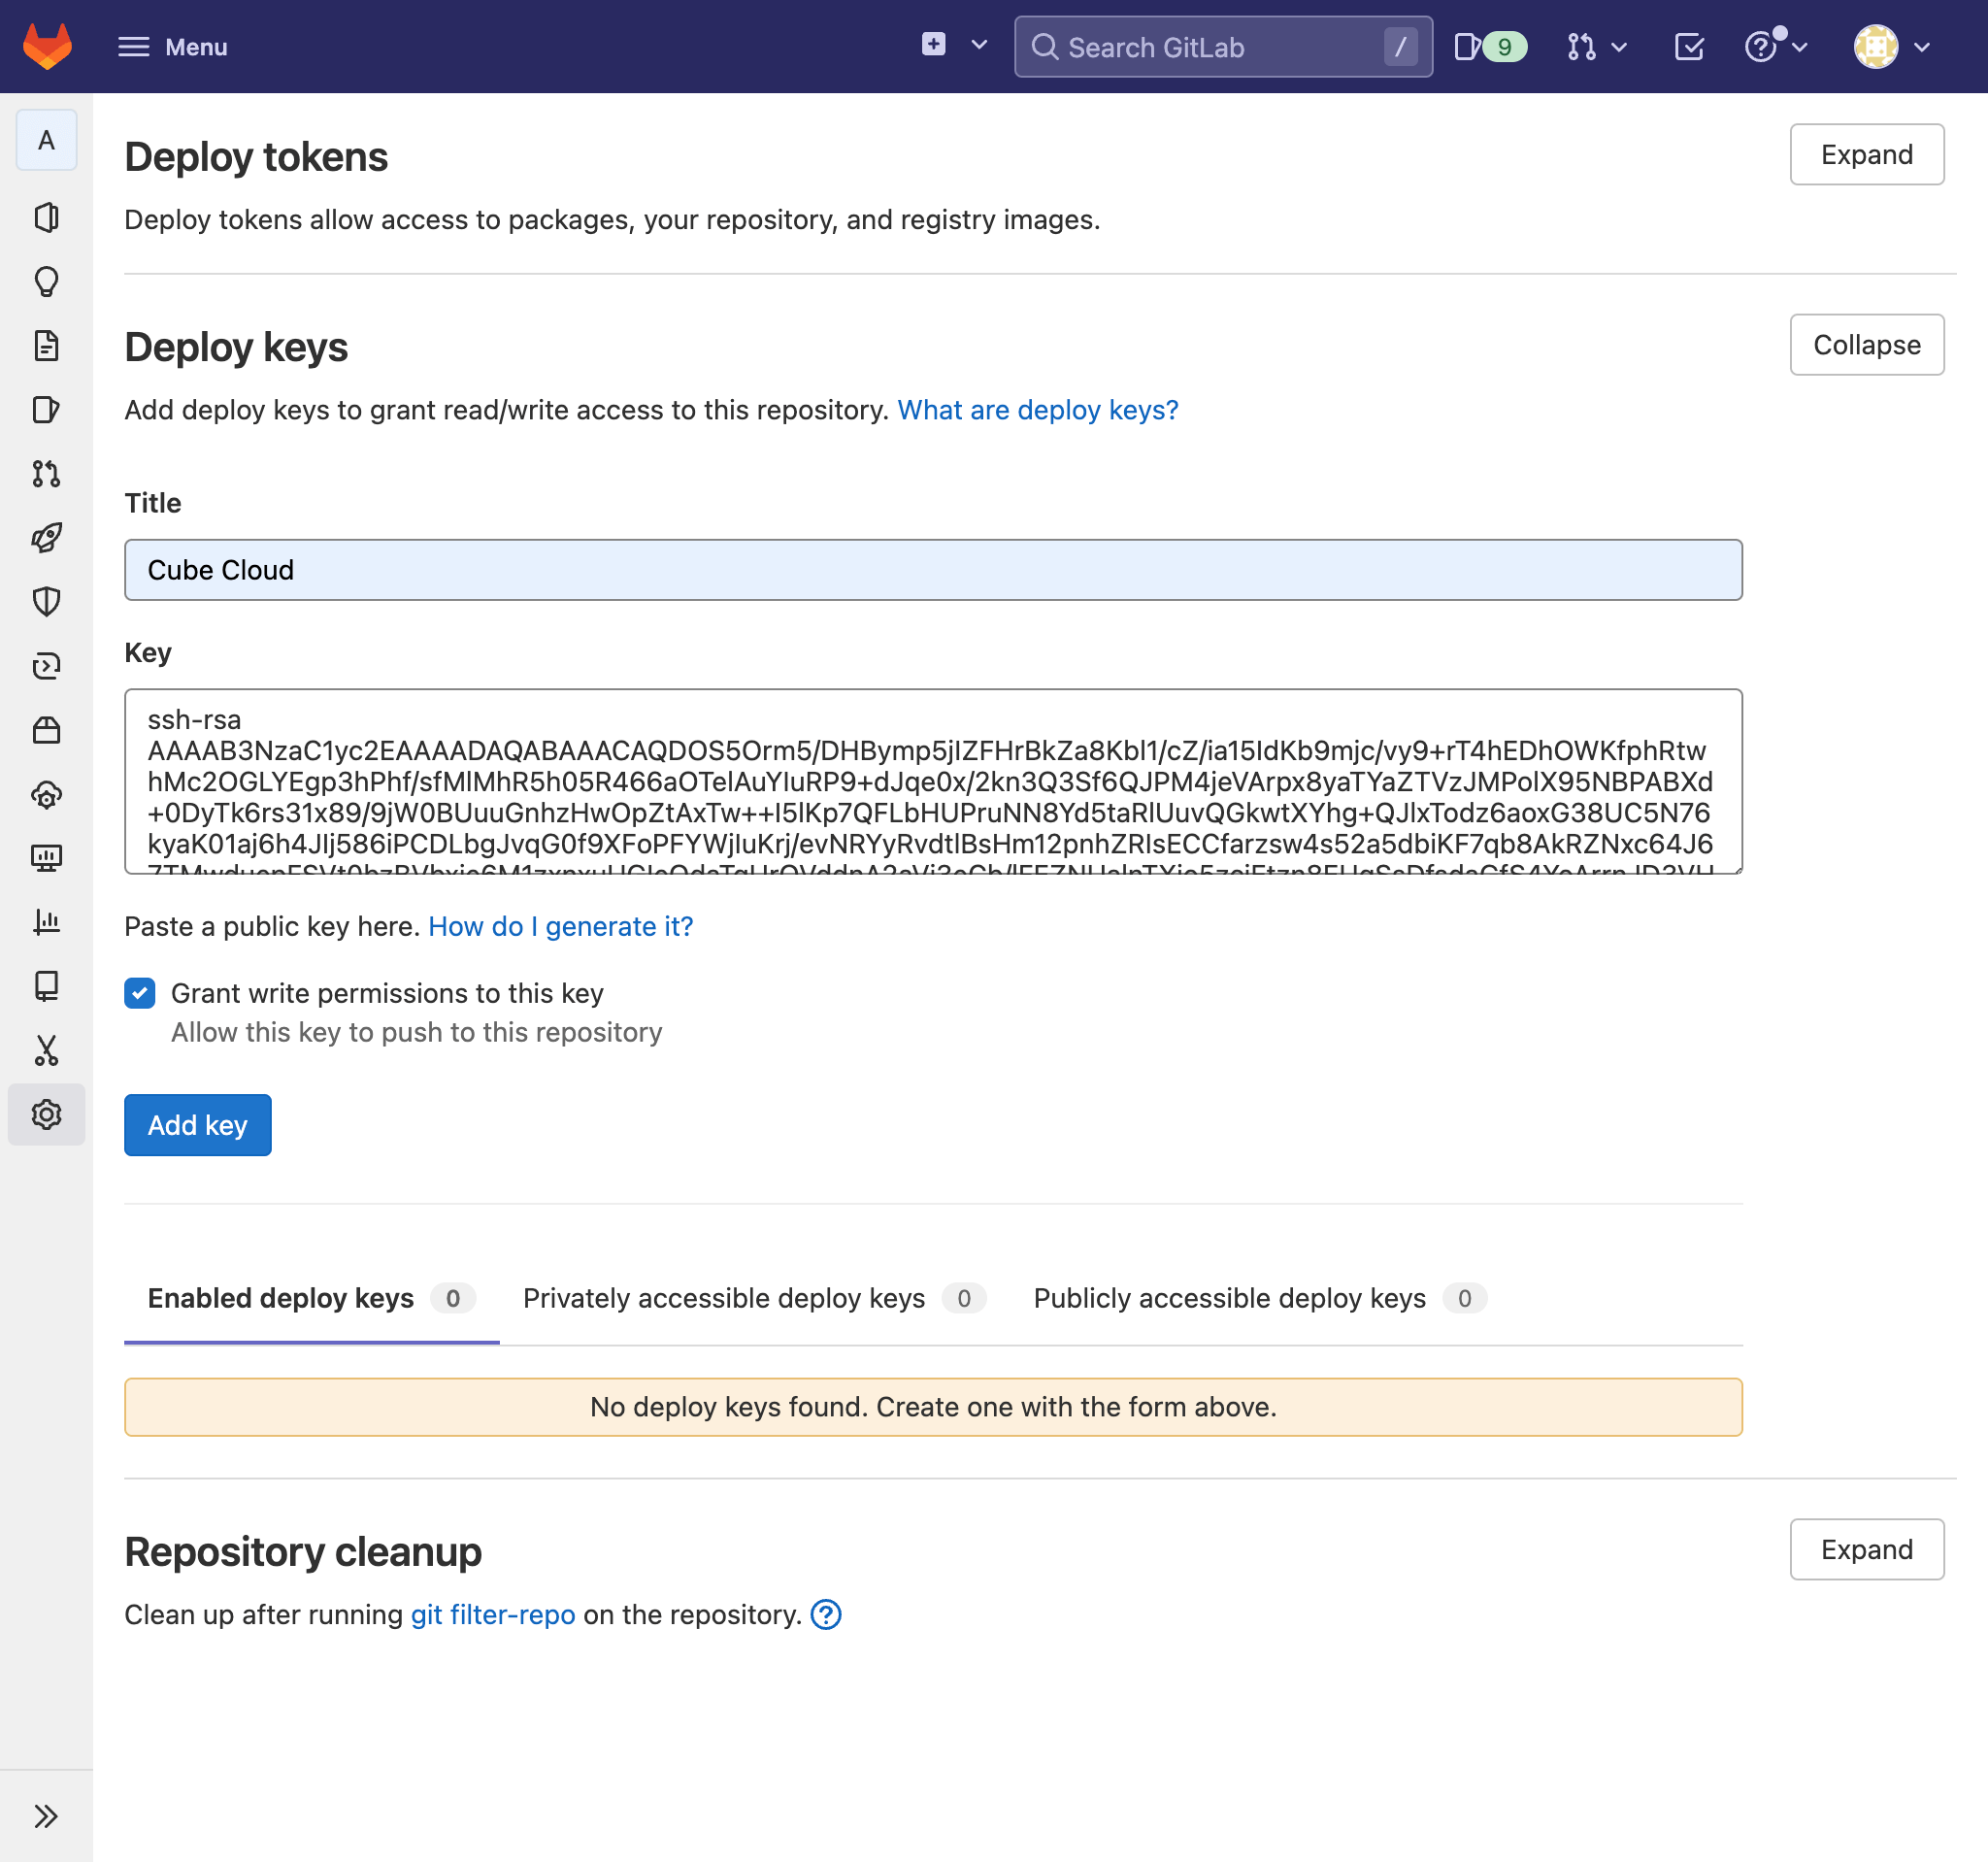 Menu
Search GitLab
/
9
A
Deploy tokens
Expand
Deploy tokens allow access to packages, your repository, and registry images.
Deploy keys
Collapse
Add deploy keys to grant read/write access to this repository. What are deploy keys?
Title
Cube Cloud
Key
ssh-rsa
AAAAB3NzaC1yc2EAAAADAQABAAACAQDOS5Orm5/DHBymp5jIZFHrBkZa8Kbl1/cZ/ia15IdKb9mjc/vy9+rT4hEDhOWKfphRtw
hMc2OGLYEgp3hPhf/sfMlMhR5h05R466aOTelAuYIuRP9+dJqe0x/2kn3Q3Sf6QJPM4jeVArpx8yaTYaZTVzJMPolX95NBPABXd
+0DyTk6rs31x89/9jW0BUuuGnhzHwOpZtAxTw++I5lKp7QFLbHUPruNN8Yd5taRlUuvQGkwtXYhg+QJlxTodz6aoxG38UC5N76
kyaK01aj6h4JIj586iPCDLbgJvqG0f9XFoPFYWjIuKrj/evNRYyRvdtlBsHm12pnhZRIsECCfarzsw4s52a5dbiKF7qb8AkRZNxc64J6
Paste a public key here. How do I generate it?
Grant write permissions to this key
Allow this key to push to this repository
Add key
Enabled deploy keys 0 Privately accessible deploy keys 0 Publicly accessible deploy keys 0
No deploy keys found. Create one with the form above.
Repository cleanup
Expand
Clean up after running git filter-repo on the repository.